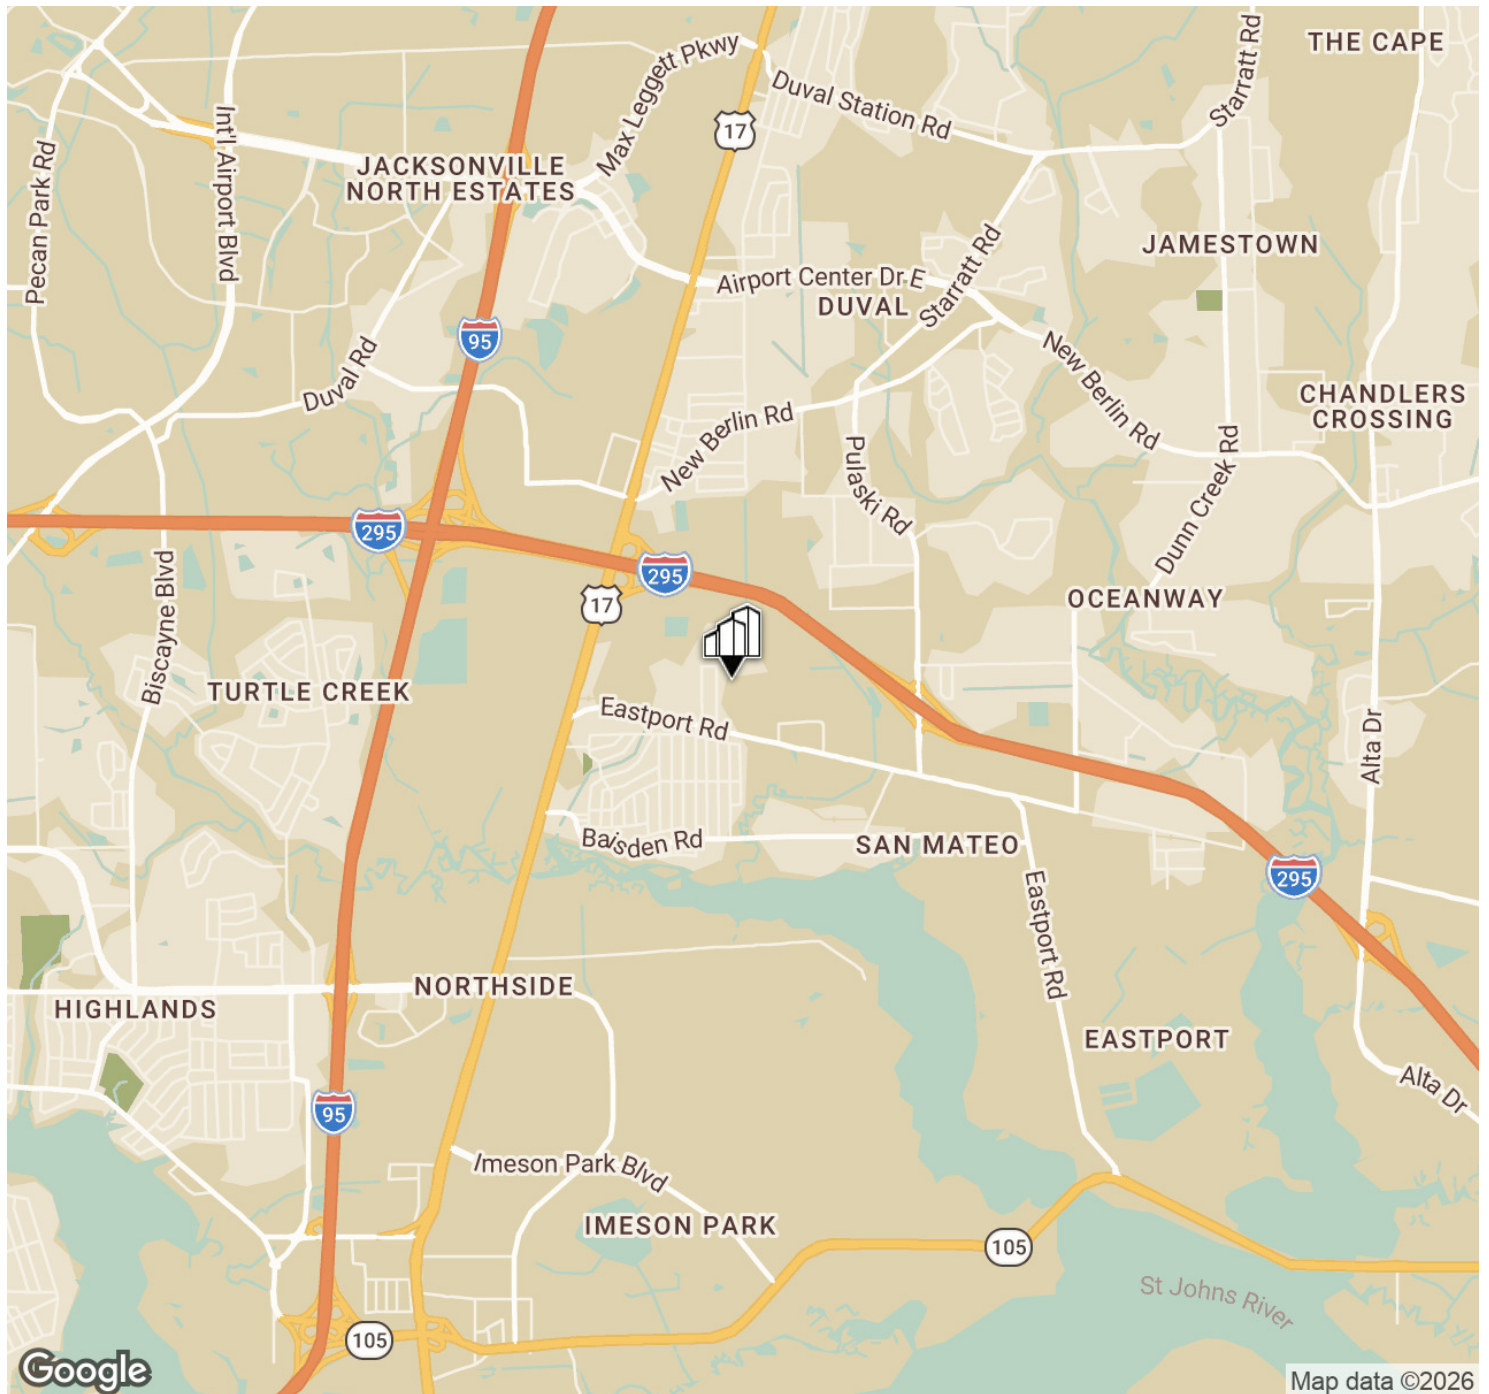 THE CAPE
Starratt Rd
Max Leggett Pkwy
Duval Station Rd
17
Int'l Airport Blvd
Pecan Park Rd
JACKSONVILLE
NORTH ESTATES
JAMESTOWN
Starratt Rd
Airport Center Dr E
DUVAL
95
Duval Rd
New Berlin Rd
New Berlin Rd
CHANDLERS
CROSSING
Pulaski Rd
Dunn Creek Rd
295
295
17
Biscayne Blvd
OCEANWAY
TURTLE CREEK
Eastport Rd
Alta Dr
Baisden Rd
SAN MATEO
295
Eastport Rd
NORTHSIDE
HIGHLANDS
EASTPORT
Alta Dr
95
Imeson Park Blvd
IMESON PARK
105
St Johns River
105
Google
Map data ©2026